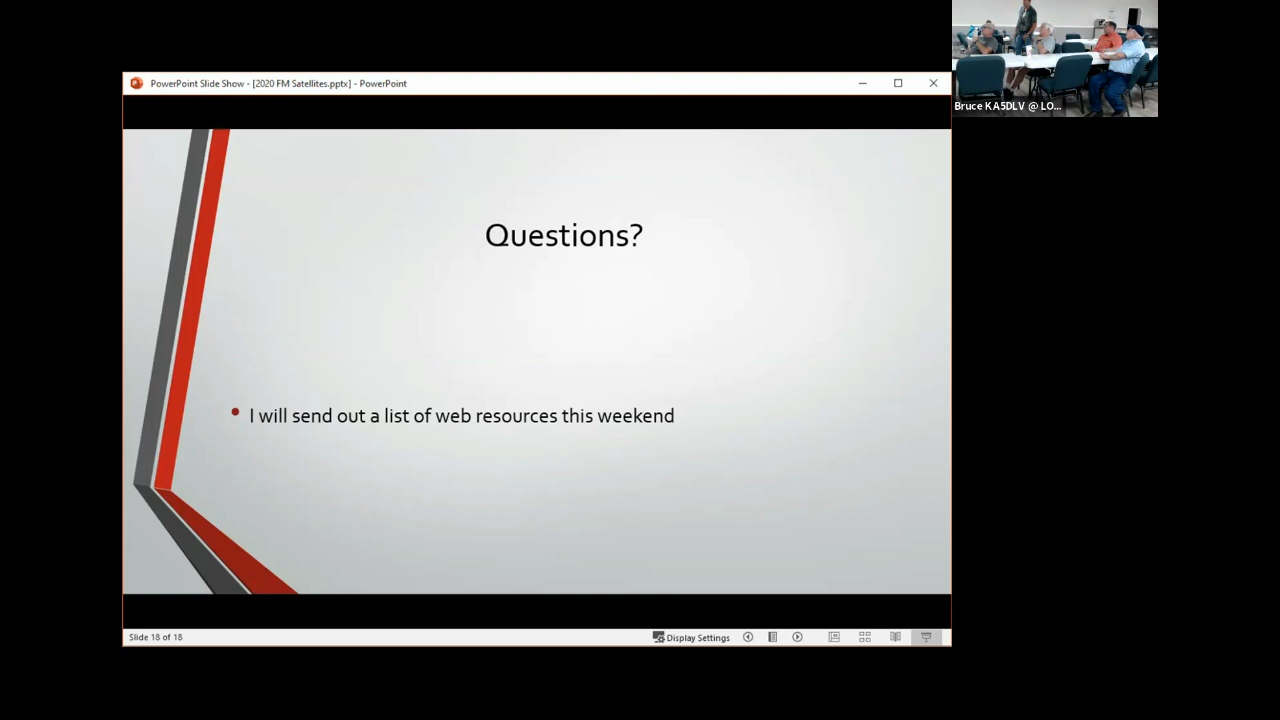 PowerPoint Slide Show - [2020 FM Satellites.pptx] - PowerPoint
Bruce KA5DLV @ LO...
Questions?
• I will send out a list of web resources this weekend
Slide 18 of 18
Display Settings